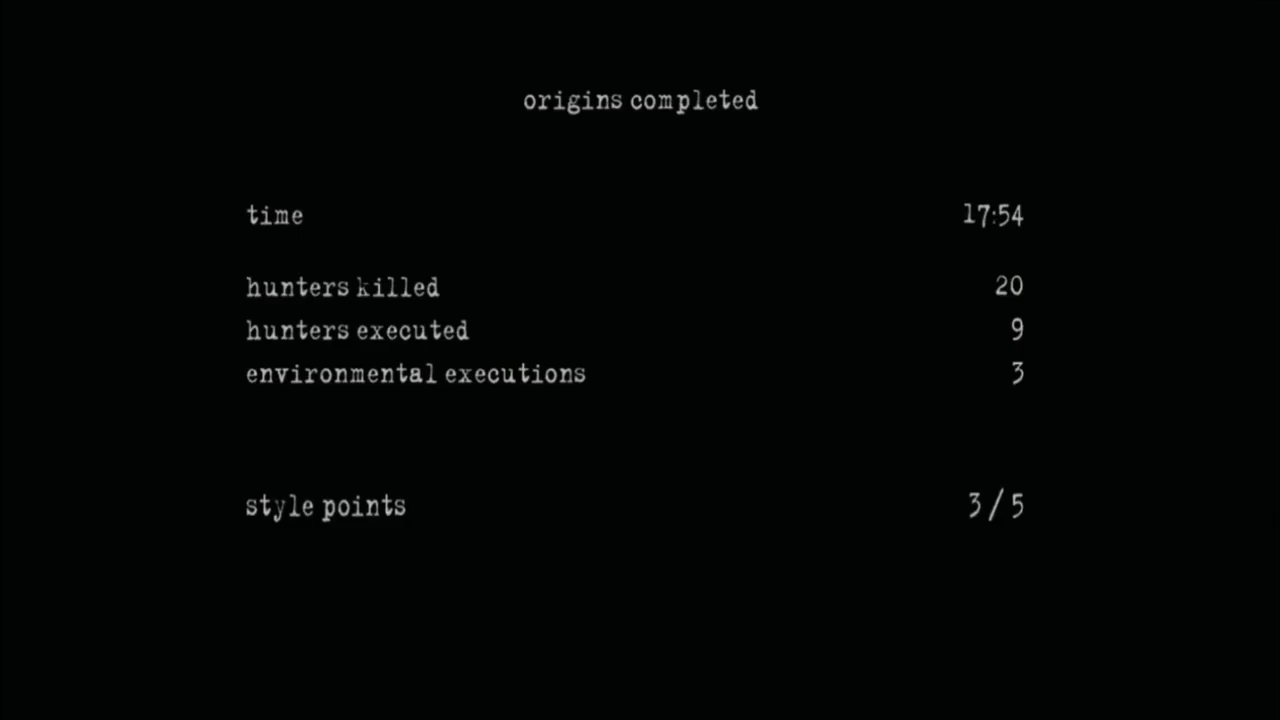 origins completed
time 17:54
hunters killed 20
hunters executed 9
environmental executions 3
style points 3/5